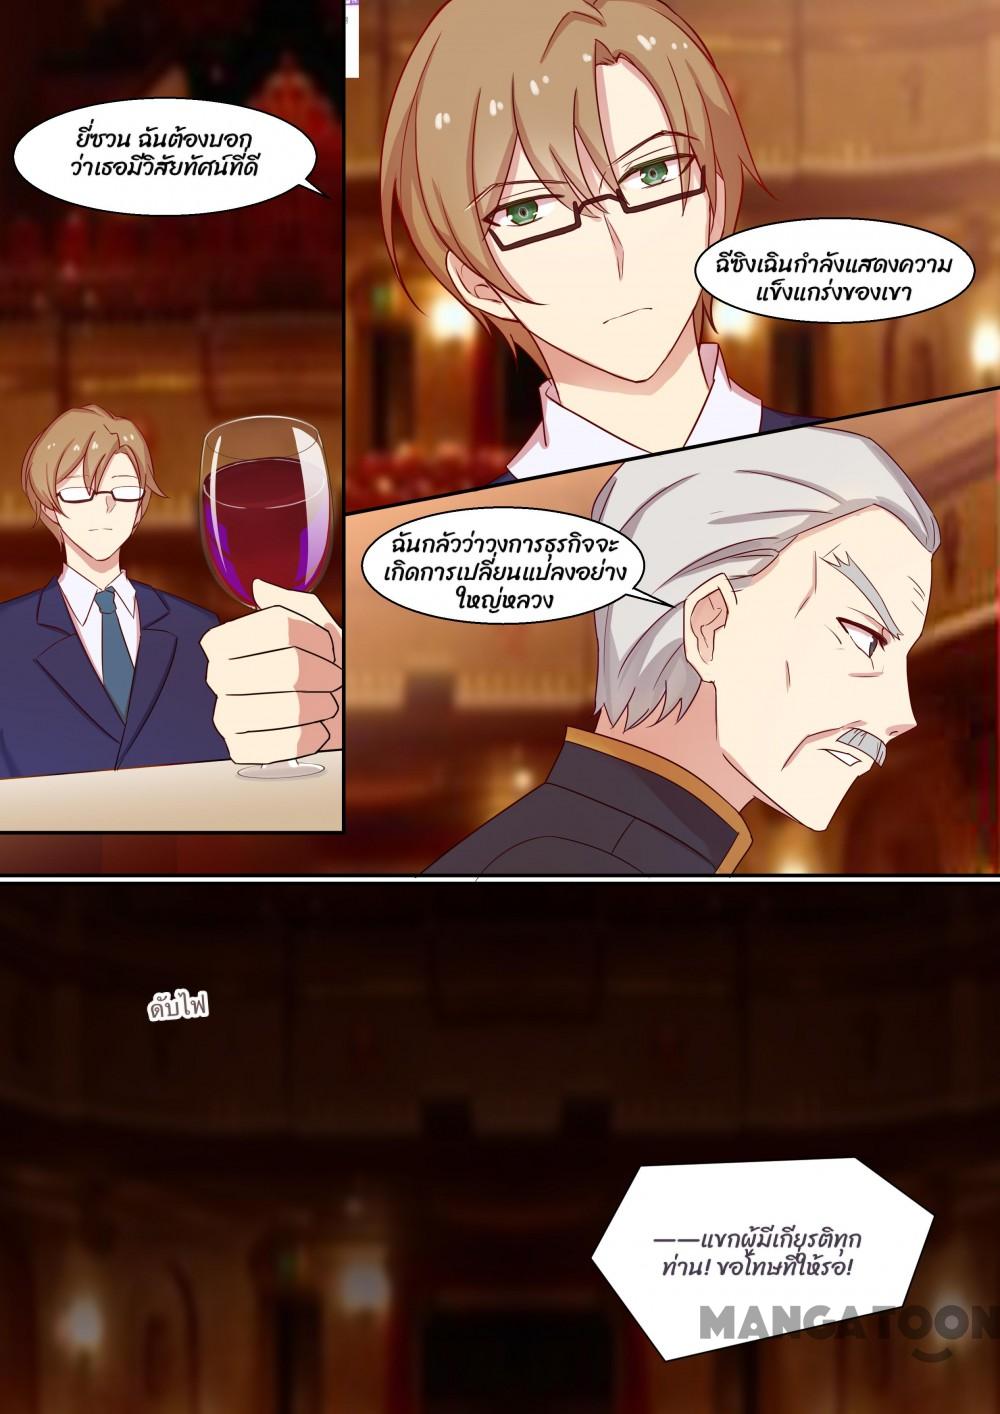 ยี่ซวน ฉันต้องบอก
ว่าเธอมีวิสัยทัศน์ที่ดี
ฉีซิงเฉินกำลังแสดงความ
แข็งแกร่งของเขา
ฉันกลัวว่าวงการธุรกิจจะ
เกิดการเปลี่ยนแปลงอย่าง
ใหญ่หลวง
ดับไฟ
——แขกผู้มีเกียรติทุก
ท่าน! ขอโทษที่ให้รอ!
MANGATOON